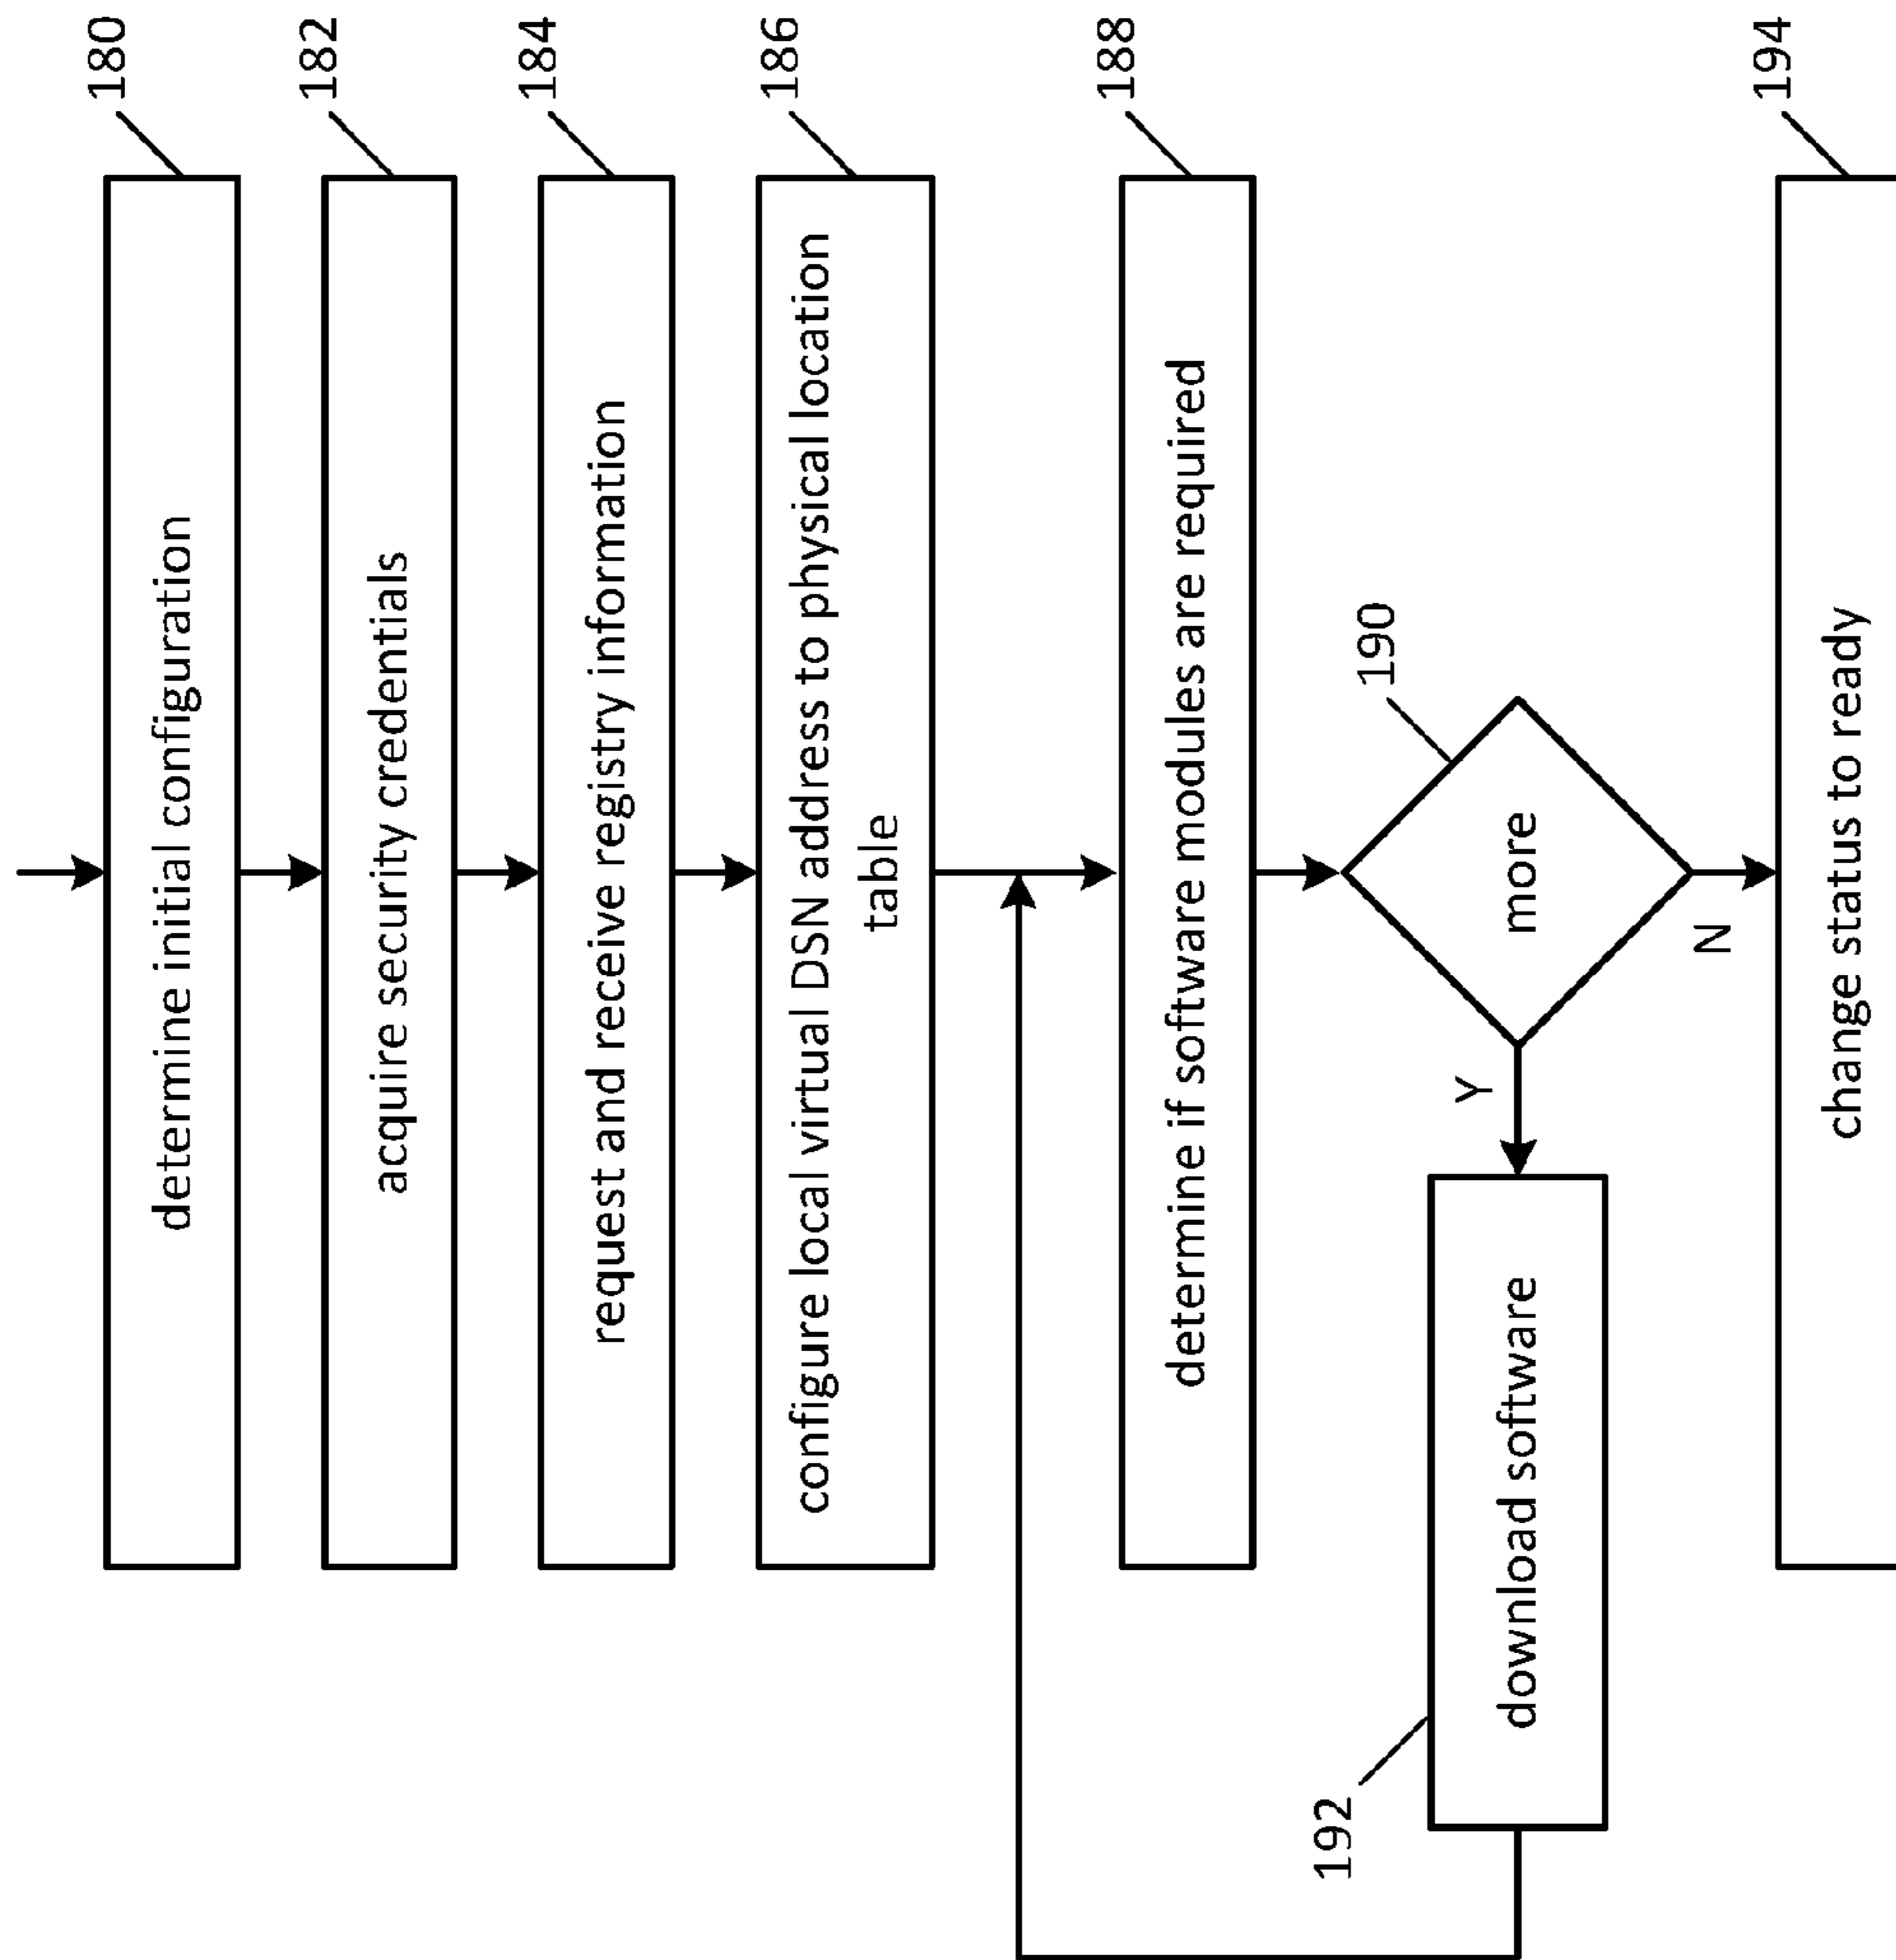 180
determine initial configuration
182
acquire security credentials
184
request and receive registry information
186
configure local virtual DSN address to physical location
table
188
determine if software modules are required
190
more
Y
N
192
download software
194
change status to ready